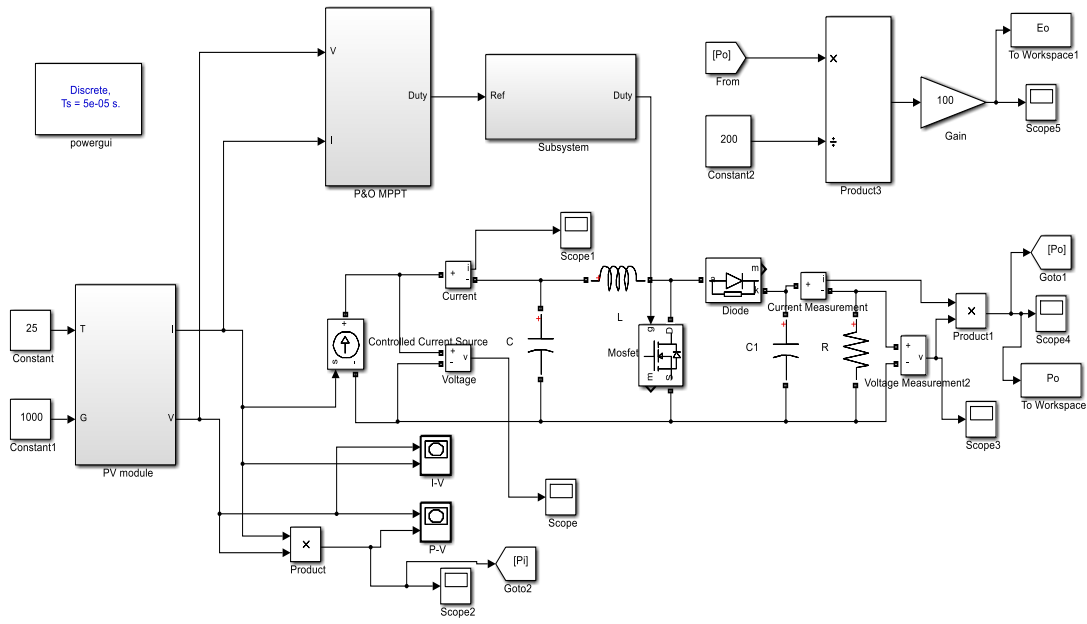 Discrete,
Ts = 5e-05 s.
powergui
V
I
Duty
P&O MPPT
Ref
Duty
Subsystem
[Po]
From
200
Constant2
×
÷
Product3
100
Gain
Eo
To Workspace1
Scope5
Scope1
+
-
i
Current
25
Constant
1000
Constant1
T
G
I
V
PV module
+
s
-
Controlled Current Source
+
-
v
Voltage
+
C
+
L
g
D
Mosfet
m
S
a
m
k
Diode
+
-
i
Current Measurement
+
C1
+
R
+
-
v
Voltage Measurement2
×
Product1
[Po]
Goto1
Scope4
Po
To Workspace
Scope3
I-V
P-V
Scope
×
Product
[Pi]
Goto2
Scope2